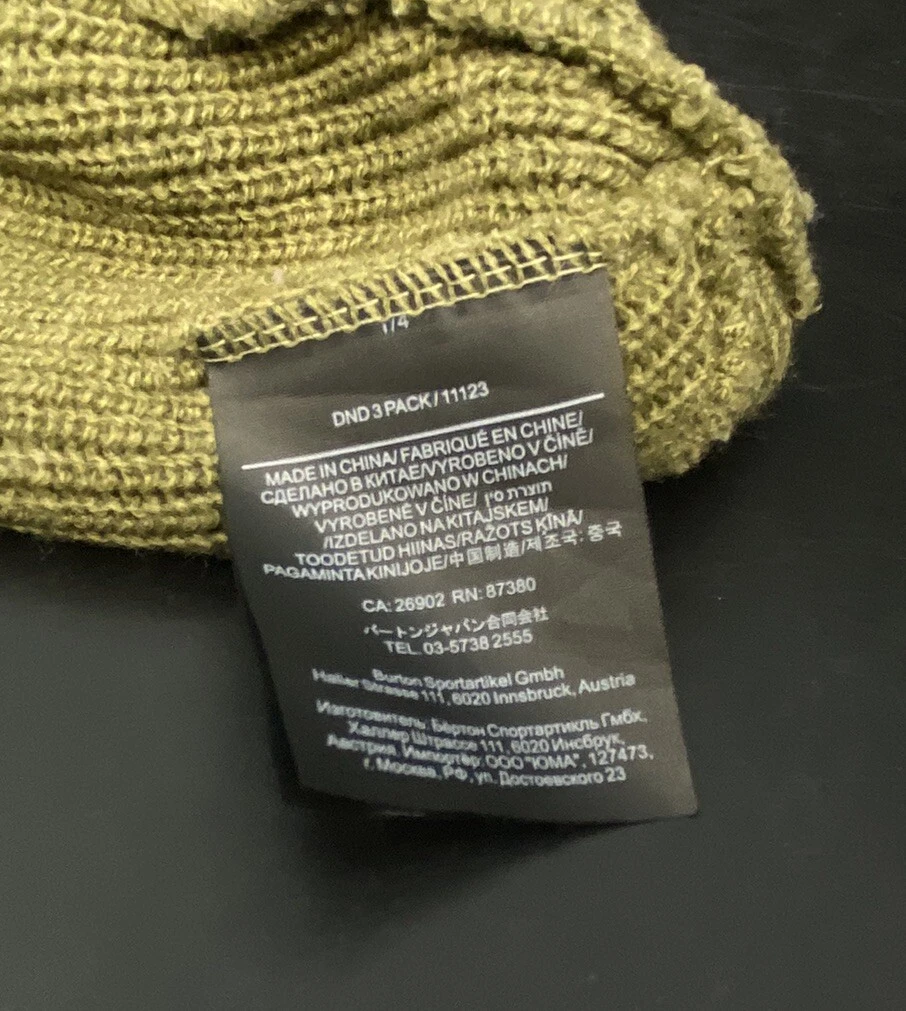 1/4
DND 3 PACK / 11123
MADE IN CHINA/ FABRIQUÉ EN CHINE/
СДЕЛАНО В КИТАЕ/VYROBENO V ČÍNĚ/
WYPRODUKOWANO W CHINACH/
VYROBENÉ V ČÍNE/ תוצרת סין
/IZDELANO NA KITAJSKEM/
TOODETUD HIINAS/RAŽOTS ĶĪNĀ/
PAGAMINTA KINIJOJE/中国制造/제조국: 중국
CA: 26902 RN: 87380
バートンジャパン合同会社
TEL. 03-5738 2555
Burton Sportartikel Gmbh
Haller Strasse 111, 6020 Innsbruck, Austria
Изготовитель: Бёртон Спортартикль Гмбх,
Халлер Штрассе 111, 6020 Инсбрук,
Австрия. Импортёр: ООО "ЮМА", 127473,
г. Москва, РФ, ул. Достоевского 23